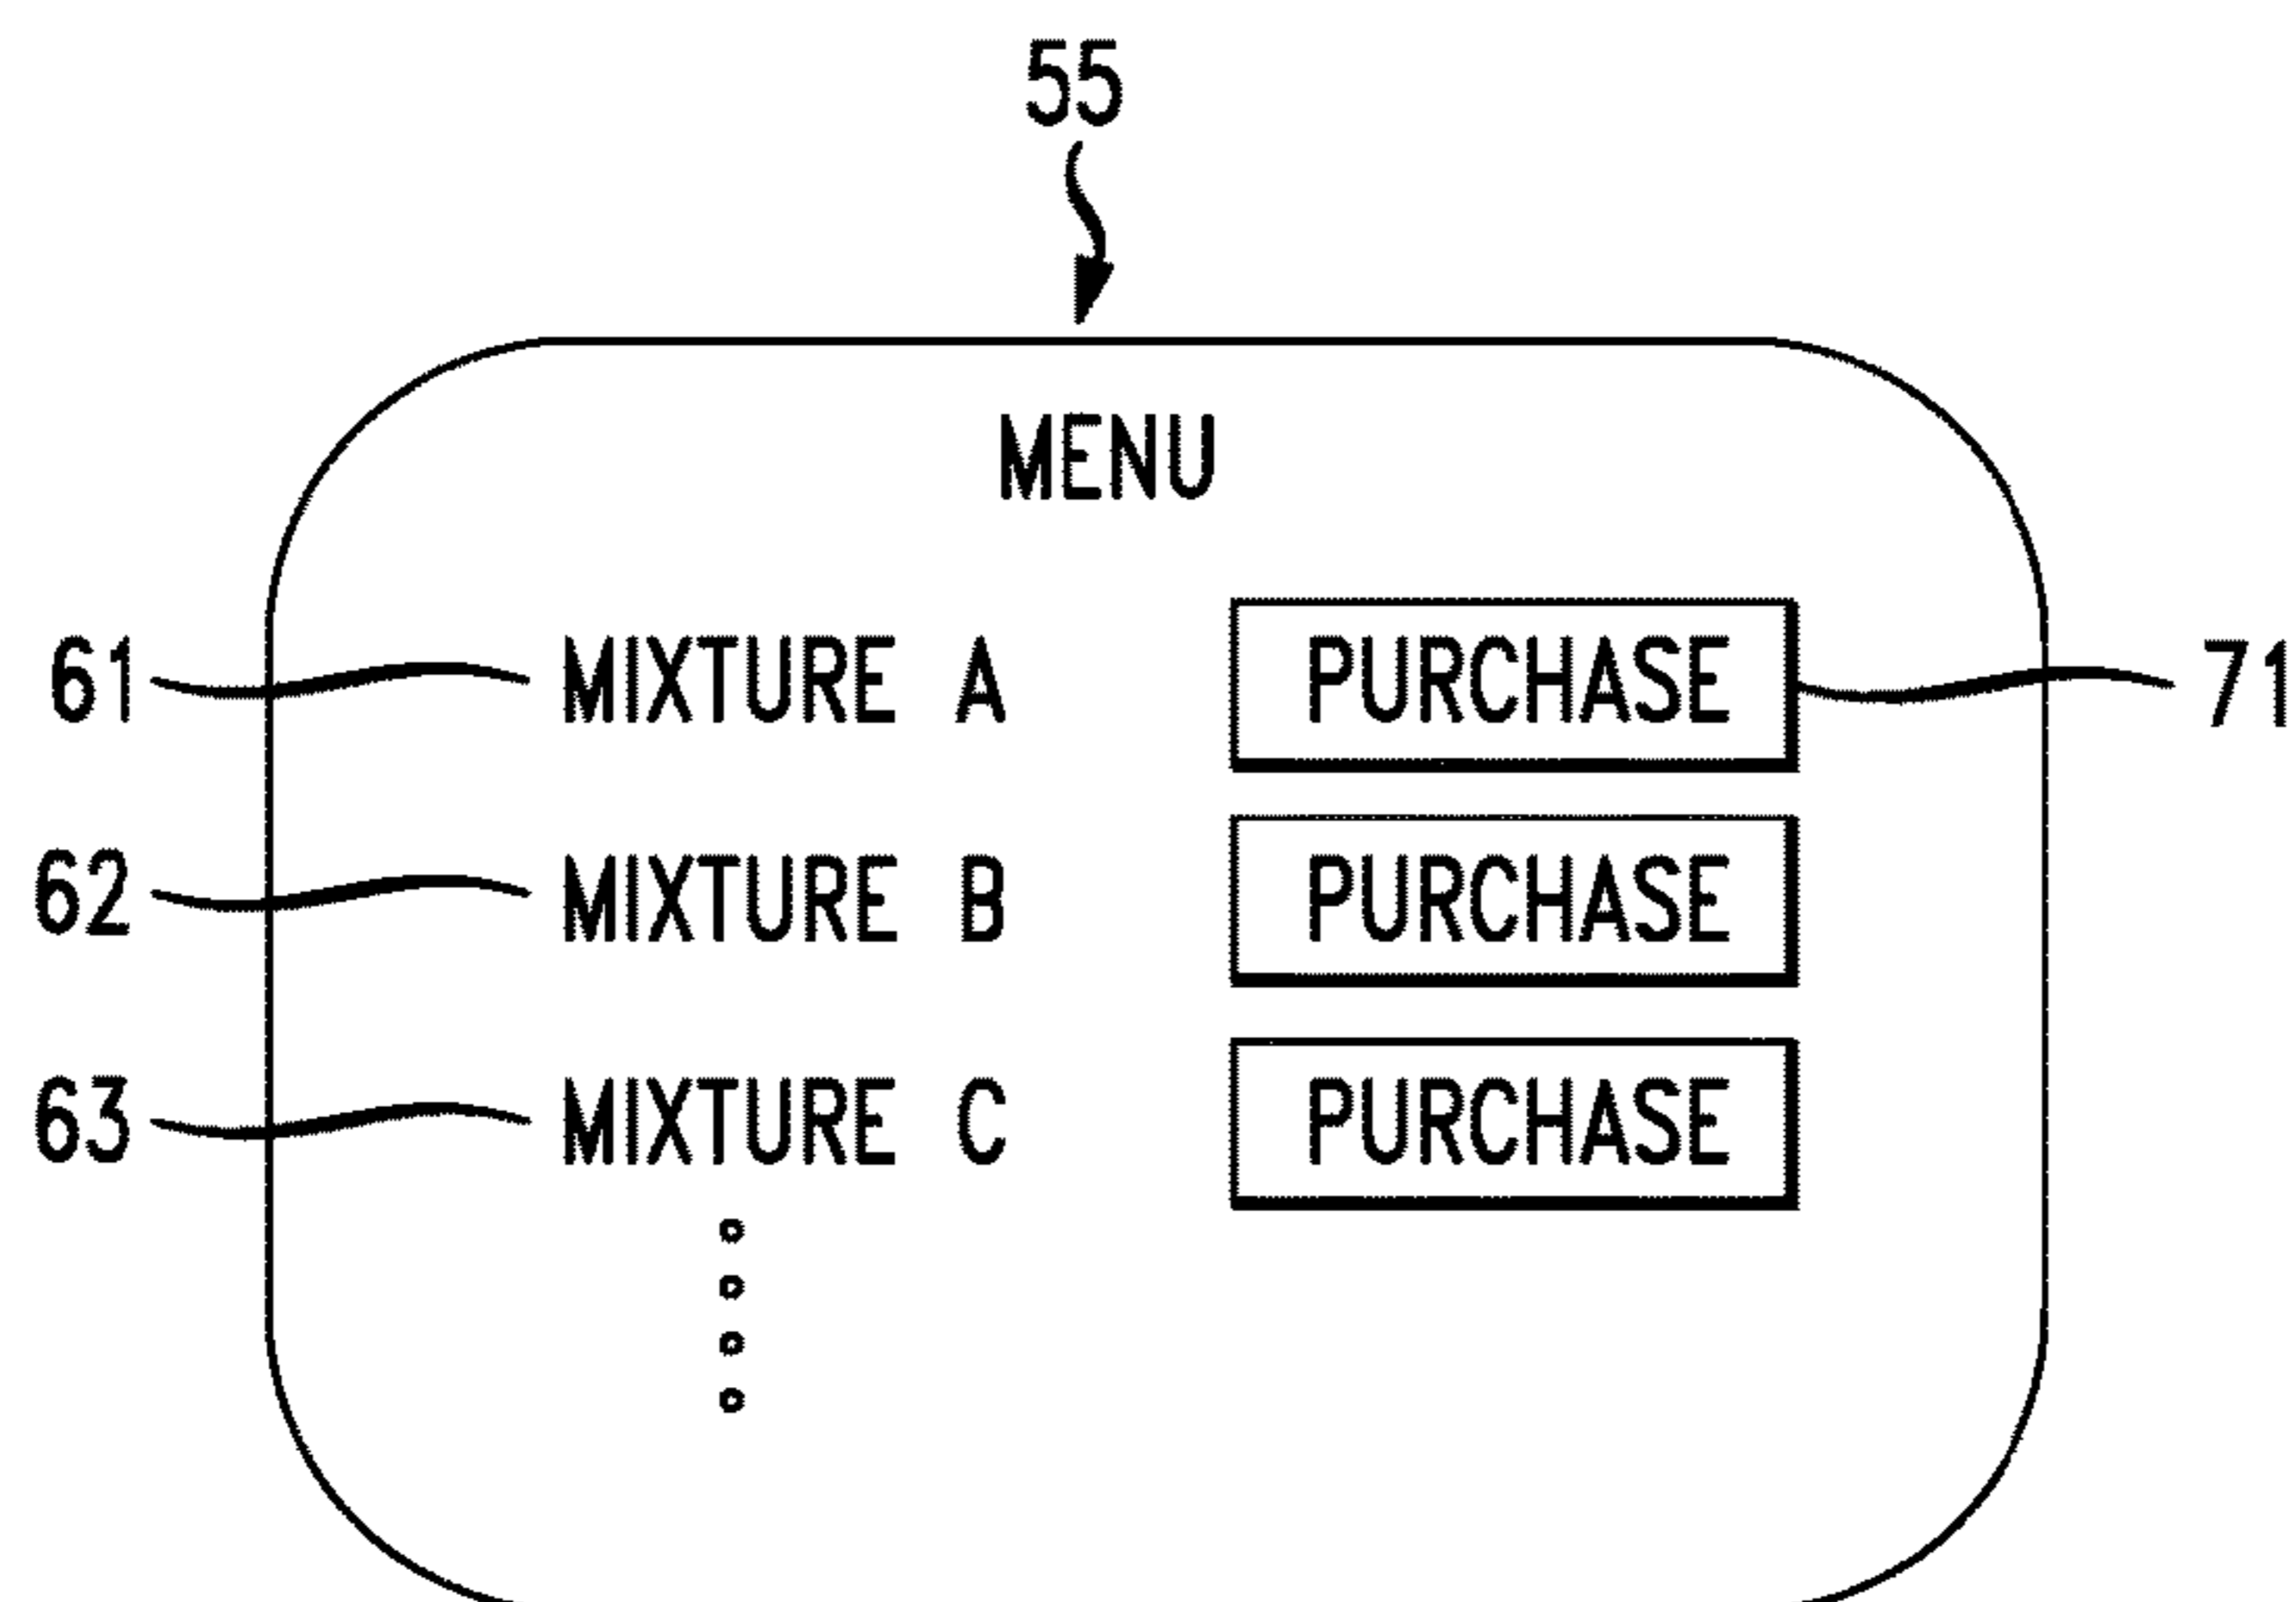 55
MENU
61 MIXTURE A PURCHASE 71
62 MIXTURE B PURCHASE
63 MIXTURE C PURCHASE